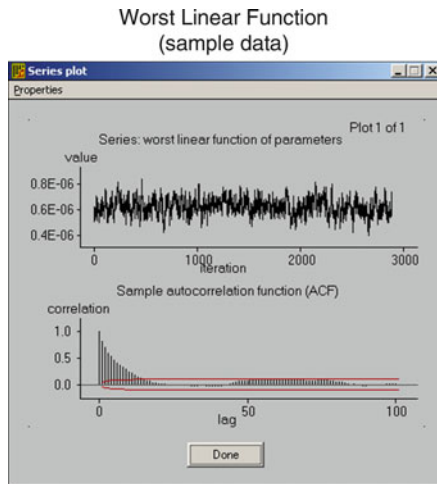 Worst Linear Function
(sample data)
Series plot
Properties
Plot 1 of 1
Series: worst linear function of parameters
value
0.8E-06
0.6E-06
0.4E-06
0 1000 2000 3000
Iteration
Sample autocorrelation function (ACF)
correlation
1.0
0.5
0.0
0 50 100
lag
Done